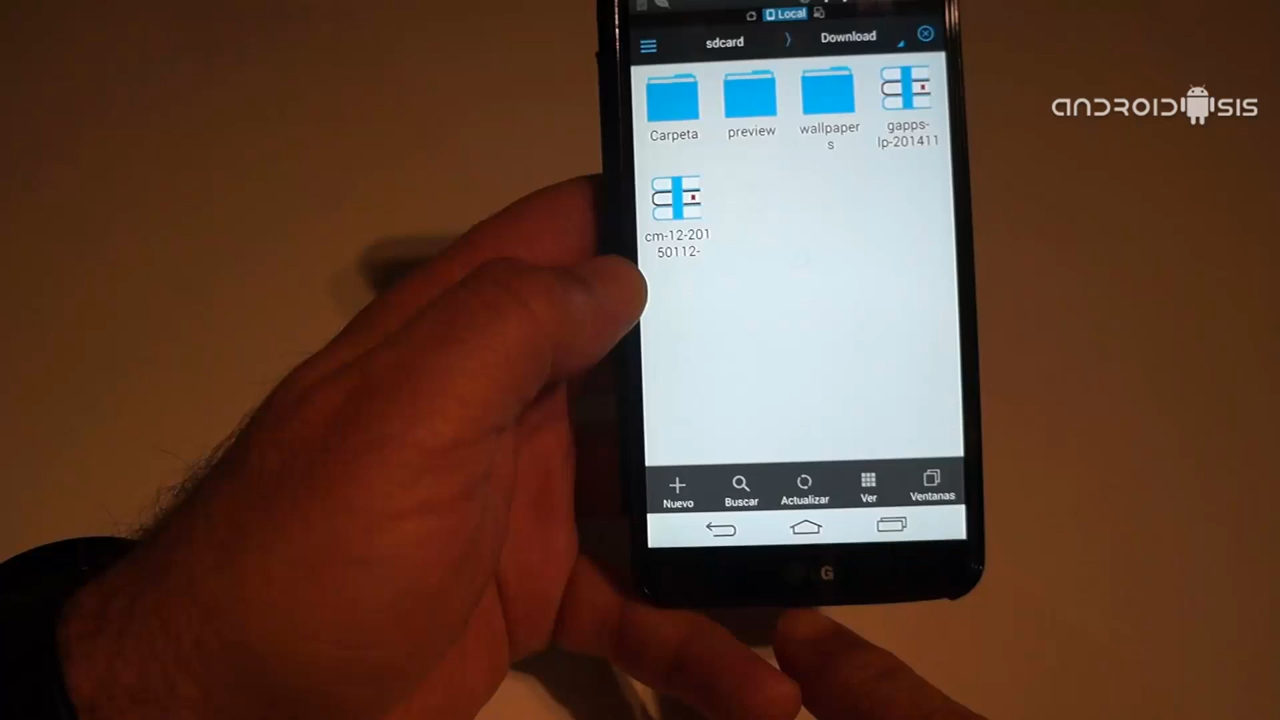 Local
sdcard
Download
Carpeta
preview
wallpaper
s
gapps-
lp-201411
cm-12-201
50112-
Nuevo
Buscar
Actualizar
Ver
Ventanas
G
ANDROIDSIS